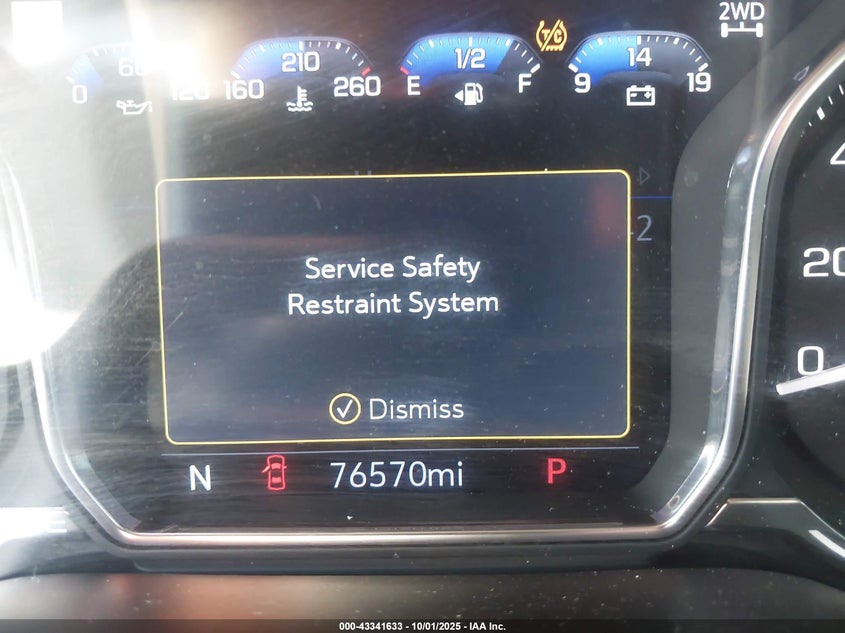 2WD
60 210 1/2 T/C 14
0 120 160 260 E F 9 19
Service Safety
Restraint System
Dismiss
N 76570mi P
20
0
000-43341633 - 10/01/2025 - IAA Inc.